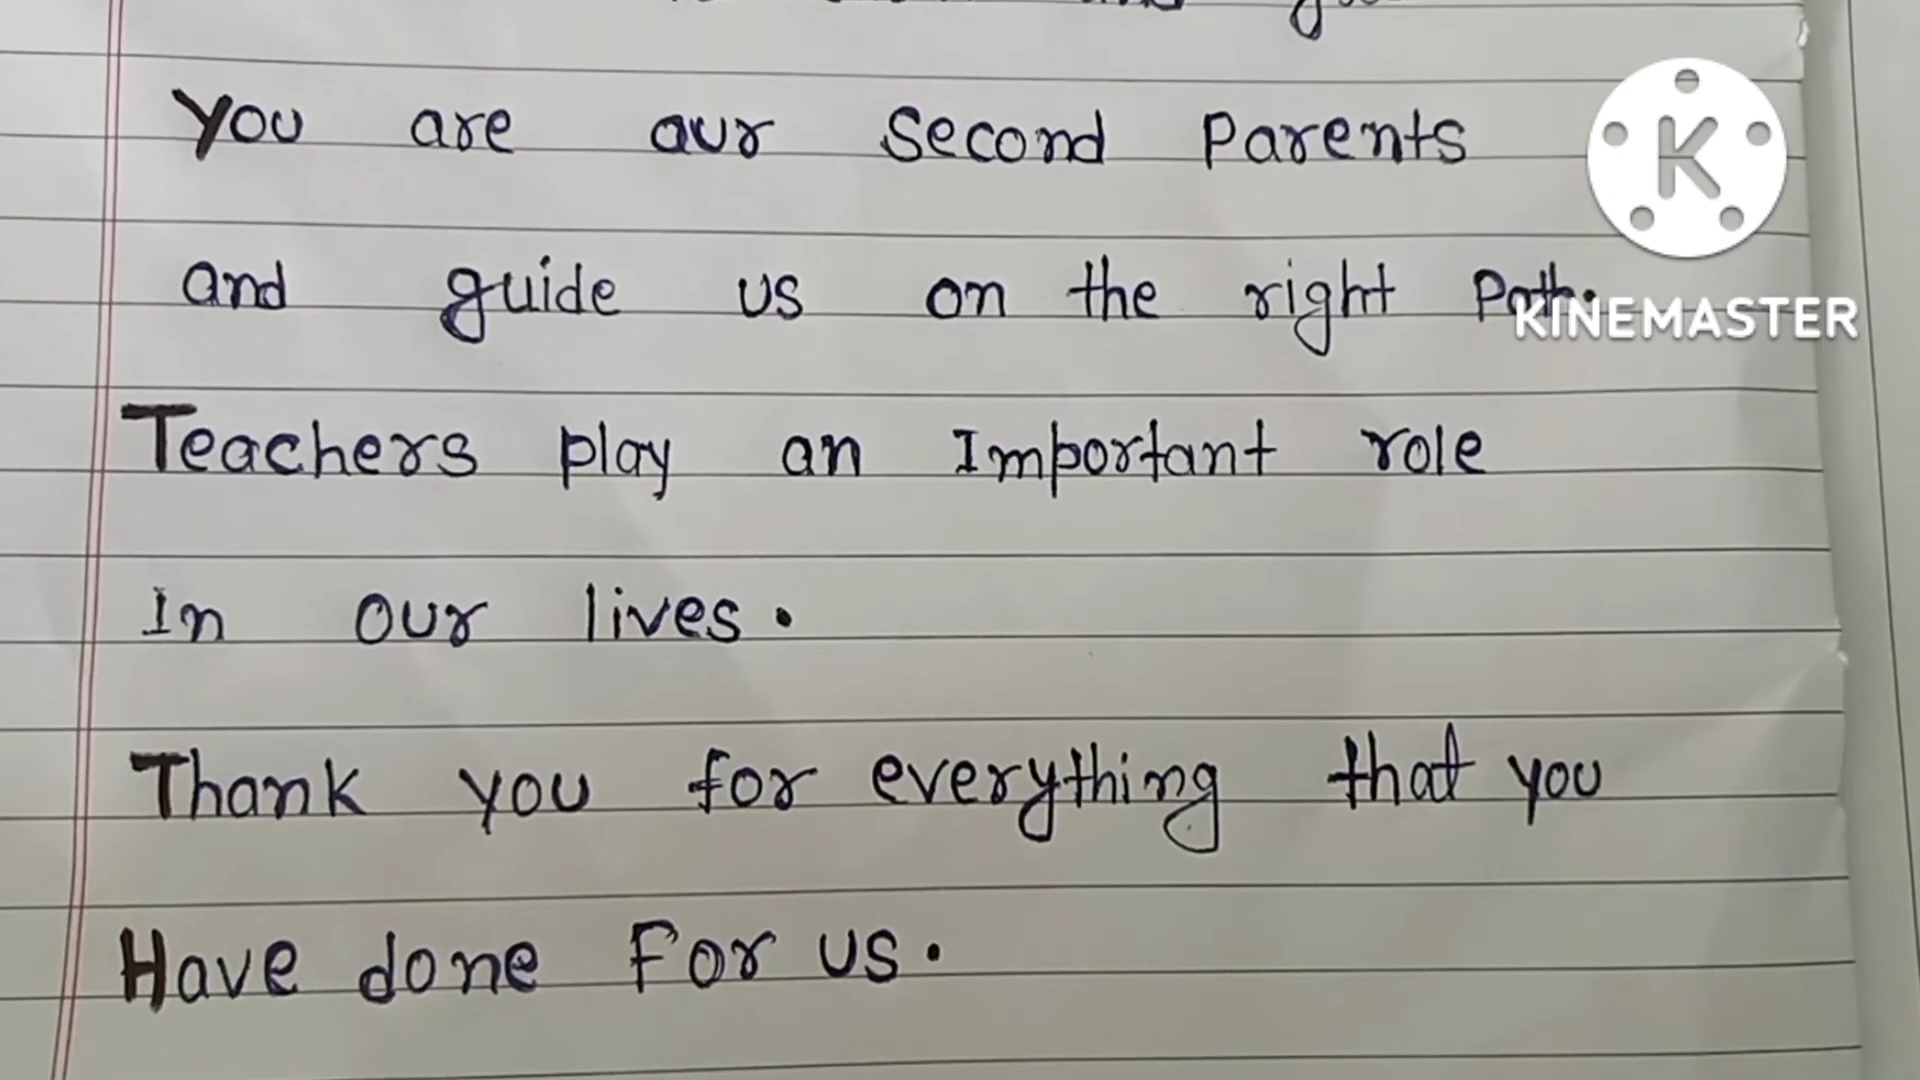 You are our Second Parents
and guide us on the right Path.
Teachers play an Important role
In our lives.
Thank you for everything that you
Have done For us.
K
KINEMASTER